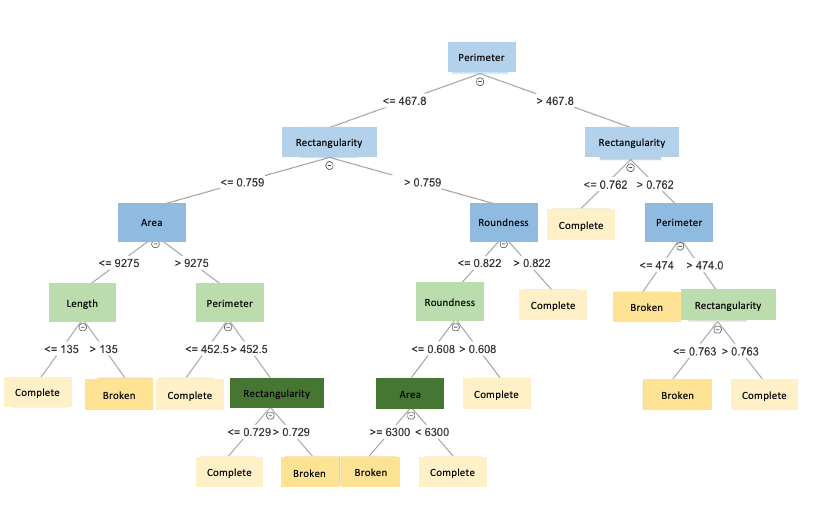 Perimeter
<= 467.8
> 467.8
Rectangularity
Rectangularity
<= 0.759
> 0.759
<= 0.762
> 0.762
Area
Roundness
Complete
Perimeter
<= 9275
> 9275
<= 0.822
> 0.822
<= 474
> 474.0
Length
Perimeter
Roundness
Complete
Broken
Rectangularity
<= 135
> 135
<= 452.5
> 452.5
<= 0.608
> 0.608
<= 0.763
> 0.763
Complete
Broken
Complete
Rectangularity
Area
Complete
Broken
Complete
<= 0.729
> 0.729
>= 6300
< 6300
Complete
Broken
Broken
Complete